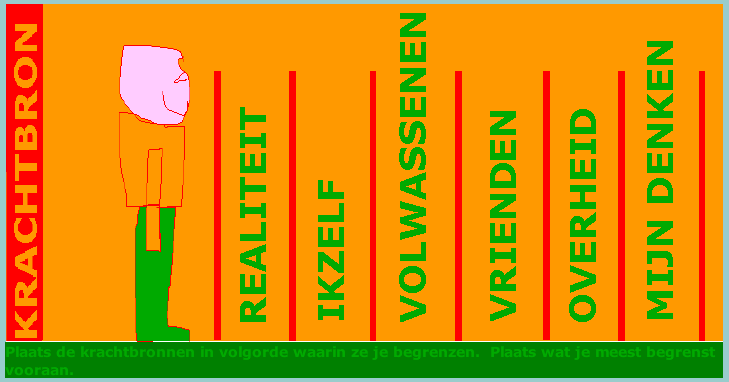 KRACHTBRON
REALITEIT
IKZELF
VOLWASSENEN
VRIENDEN
OVERHEID
MIJN DENKEN
Plaats de krachtbronnen in volgorde waarin ze je begrenzen. Plaats wat je meest begrenst
vooraan.